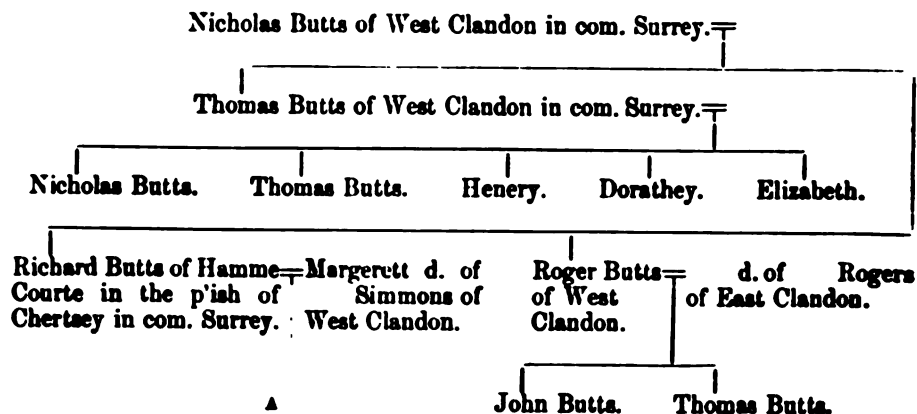 Nicholas Butts of West Clandon in com. Surrey.
Thomas Butts of West Clandon in com. Surrey.
Nicholas Butts. Thomas Butts. Henery. Dorathey. Elizabeth.
Richard Butts of Hamme Margerett d. of Roger Butts d. of Rogers
Courte in the p'ish of Simmons of of West of East Clandon.
Chertsey in com. Surrey. West Clandon. Clandon.
A John Butts. Thomas Butts.